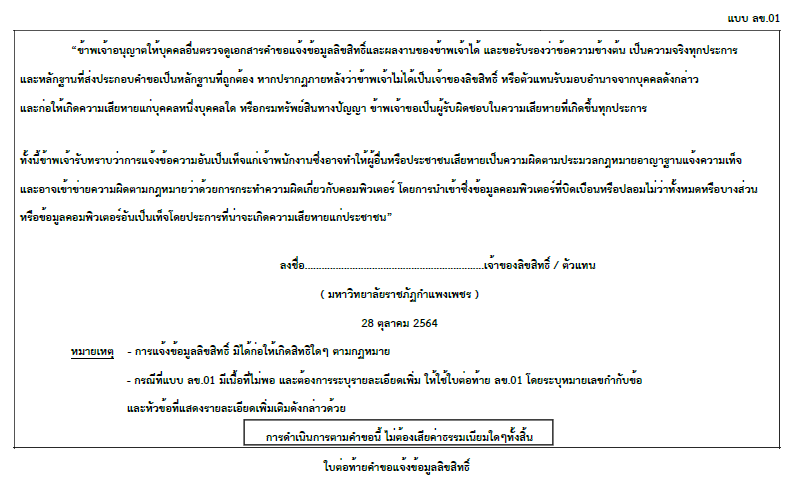 แบบ ลข.01
“ข้าพเจ้าอนุญาตให้บุคคลอื่นตรวจดูเอกสารคำขอแจ้งข้อมูลลิขสิทธิ์และผลงานของข้าพเจ้าได้ และขอรับรองว่าข้อความข้างต้น เป็นความจริงทุกประการ
และหลักฐานที่ส่งประกอบคำขอเป็นหลักฐานที่ถูกต้อง หากปรากฏภายหลังว่าข้าพเจ้าไม่ได้เป็นเจ้าของลิขสิทธิ์ หรือตัวแทนรับมอบอำนาจจากบุคคลดังกล่าว
และก่อให้เกิดความเสียหายแก่บุคคลหนึ่งบุคคลใด หรือกรมทรัพย์สินทางปัญญา ข้าพเจ้าขอเป็นผู้รับผิดชอบในความเสียหายที่เกิดขึ้นทุกประการ
ทั้งนี้ข้าพเจ้ารับทราบว่าการแจ้งข้อความอันเป็นเท็จแก่เจ้าพนักงานซึ่งอาจทำให้ผู้อื่นหรือประชาชนเสียหายเป็นความผิดตามประมวลกฎหมายอาญาฐานแจ้งความเท็จ
และอาจเข้าข่ายความผิดตามกฎหมายว่าด้วยการกระทำความผิดเกี่ยวกับคอมพิวเตอร์ โดยการนำเข้าซึ่งข้อมูลคอมพิวเตอร์ที่บิดเบือนหรือปลอมไม่ว่าทั้งหมดหรือบางส่วน
หรือข้อมูลคอมพิวเตอร์อันเป็นเท็จโดยประการที่น่าจะเกิดความเสียหายแก่ประชาชน”
ลงชื่อ................................................................เจ้าของลิขสิทธิ์ / ตัวแทน
( มหาวิทยาลัยราชภัฏกำแพงเพชร )
28 ตุลาคม 2564
หมายเหตุ - การแจ้งข้อมูลลิขสิทธิ์ มิได้ก่อให้เกิดสิทธิใดๆ ตามกฎหมาย
- กรณีที่แบบ ลข.01 มีเนื้อที่ไม่พอ และต้องการระบุรายละเอียดเพิ่ม ให้ใช้ใบต่อท้าย ลข.01 โดยระบุหมายเลขกำกับข้อ
และหัวข้อที่แสดงรายละเอียดเพิ่มเติมดังกล่าวด้วย
การดำเนินการตามคำขอนี้ ไม่ต้องเสียค่าธรรมเนียมใดๆทั้งสิ้น
ใบต่อท้ายคำขอแจ้งข้อมูลลิขสิทธิ์